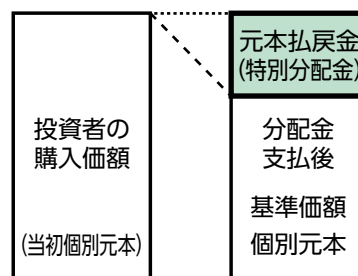 投資者の
購入価額
(当初個別元本)
元本払戻金
(特別分配金)
分配金
支払後
基準価額
個別元本